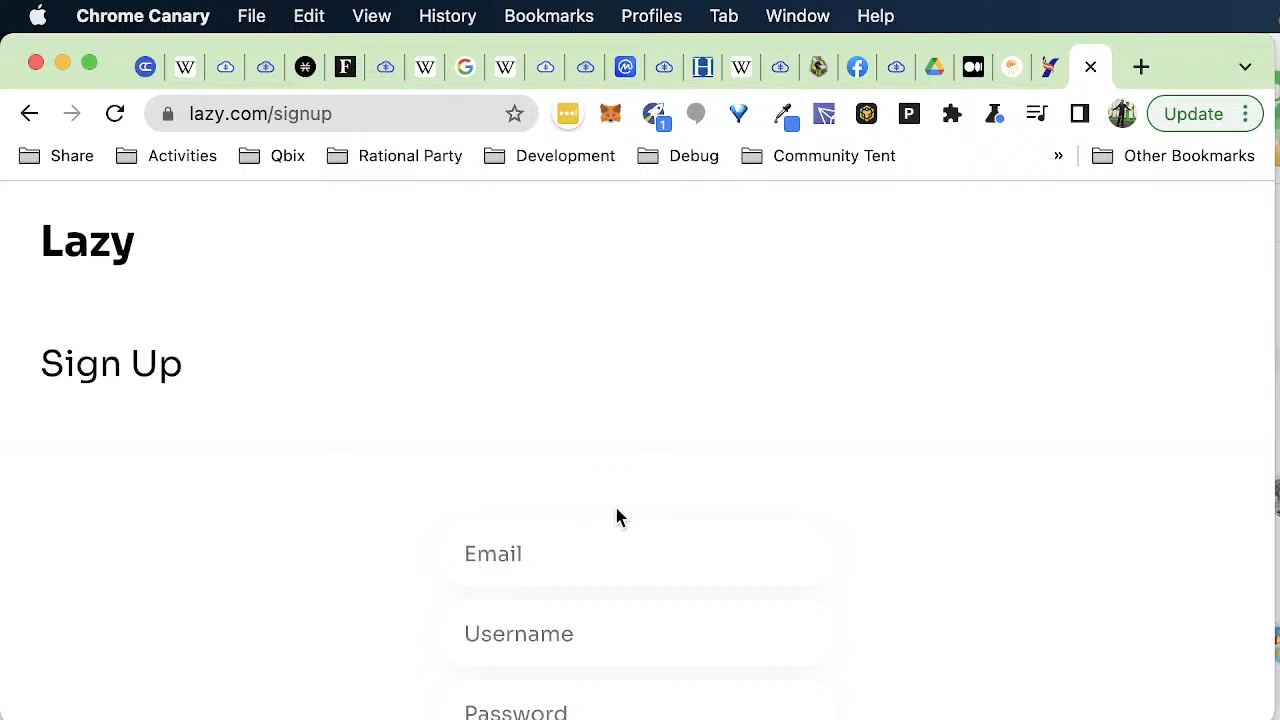 Chrome Canary File Edit View History Bookmarks Profiles Tab Window Help
lazy.com/signup
1
P
Update
Share Activities Qbix Rational Party Development Debug Community Tent » Other Bookmarks
Lazy
Sign Up
Email
Username
Password